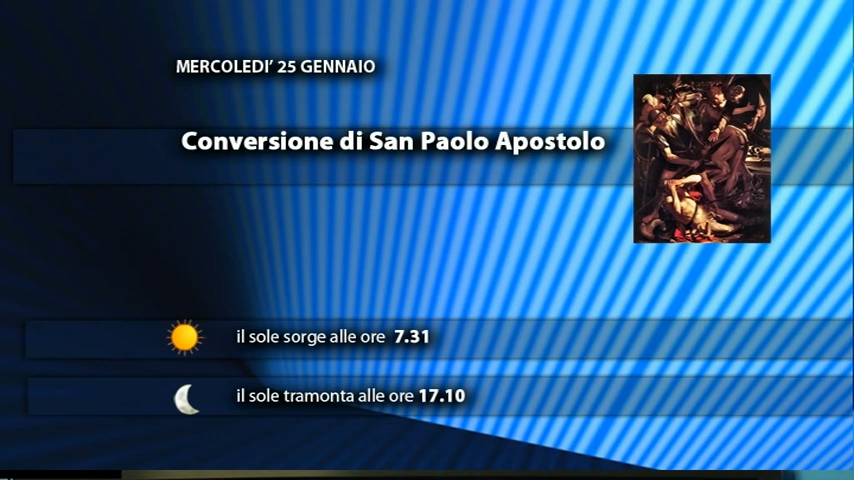 MERCOLEDI’ 25 GENNAIO
Conversione di San Paolo Apostolo
il sole sorge alle ore 7.31
il sole tramonta alle ore 17.10